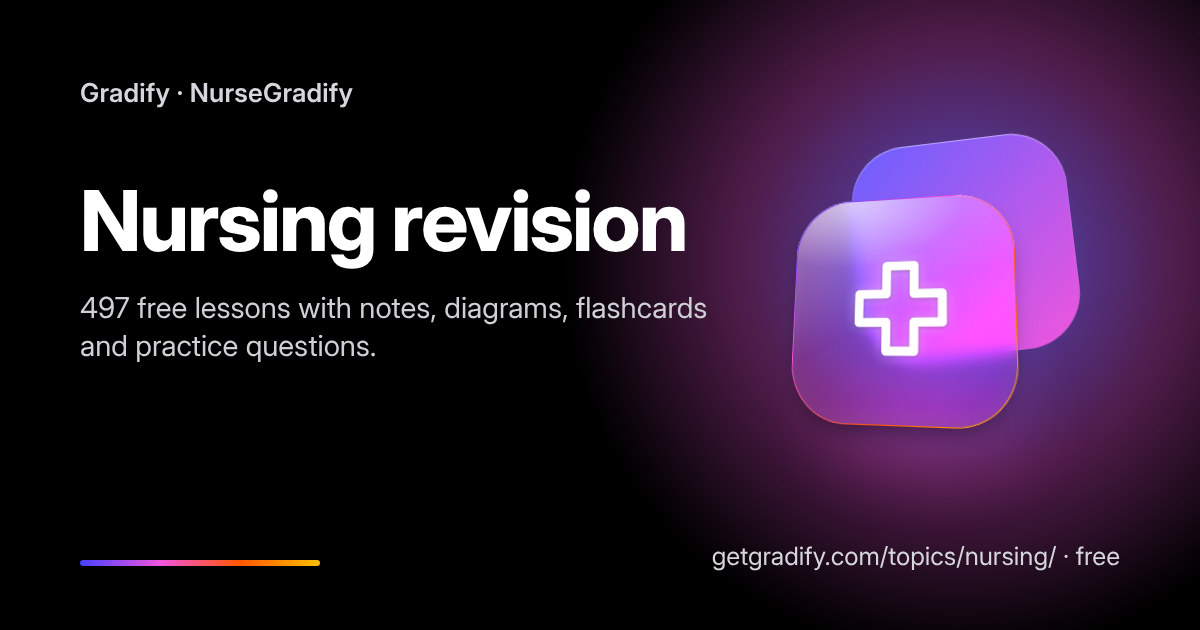 Gradify · NurseGradify
Nursing revision
497 free lessons with notes, diagrams, flashcards
and practice questions.
getgradify.com/topics/nursing/ · free